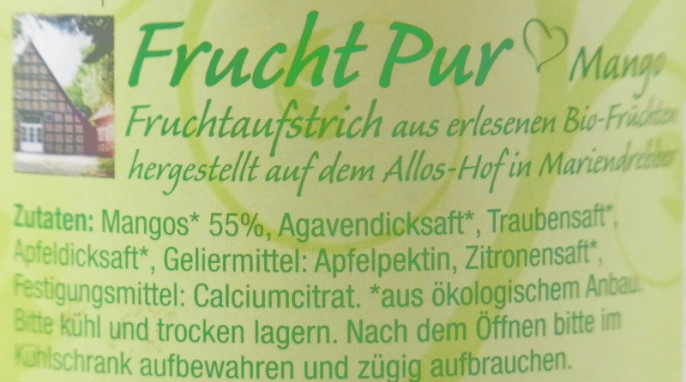 Frucht Pur Mango
Fruchtaufstrich aus erlesenen Bio-Früchten
hergestellt auf dem Allos-Hof in Mariendrebber
Zutaten: Mangos* 55%, Agavendicksaft*, Traubensaft*,
Apfeldicksaft*, Geliermittel: Apfelpektin, Zitronensaft*,
Festigungsmittel: Calciumcitrat. *aus ökologischem Anbau.
Bitte kühl und trocken lagern. Nach dem Öffnen bitte im
Kühlschrank aufbewahren und zügig aufbrauchen.